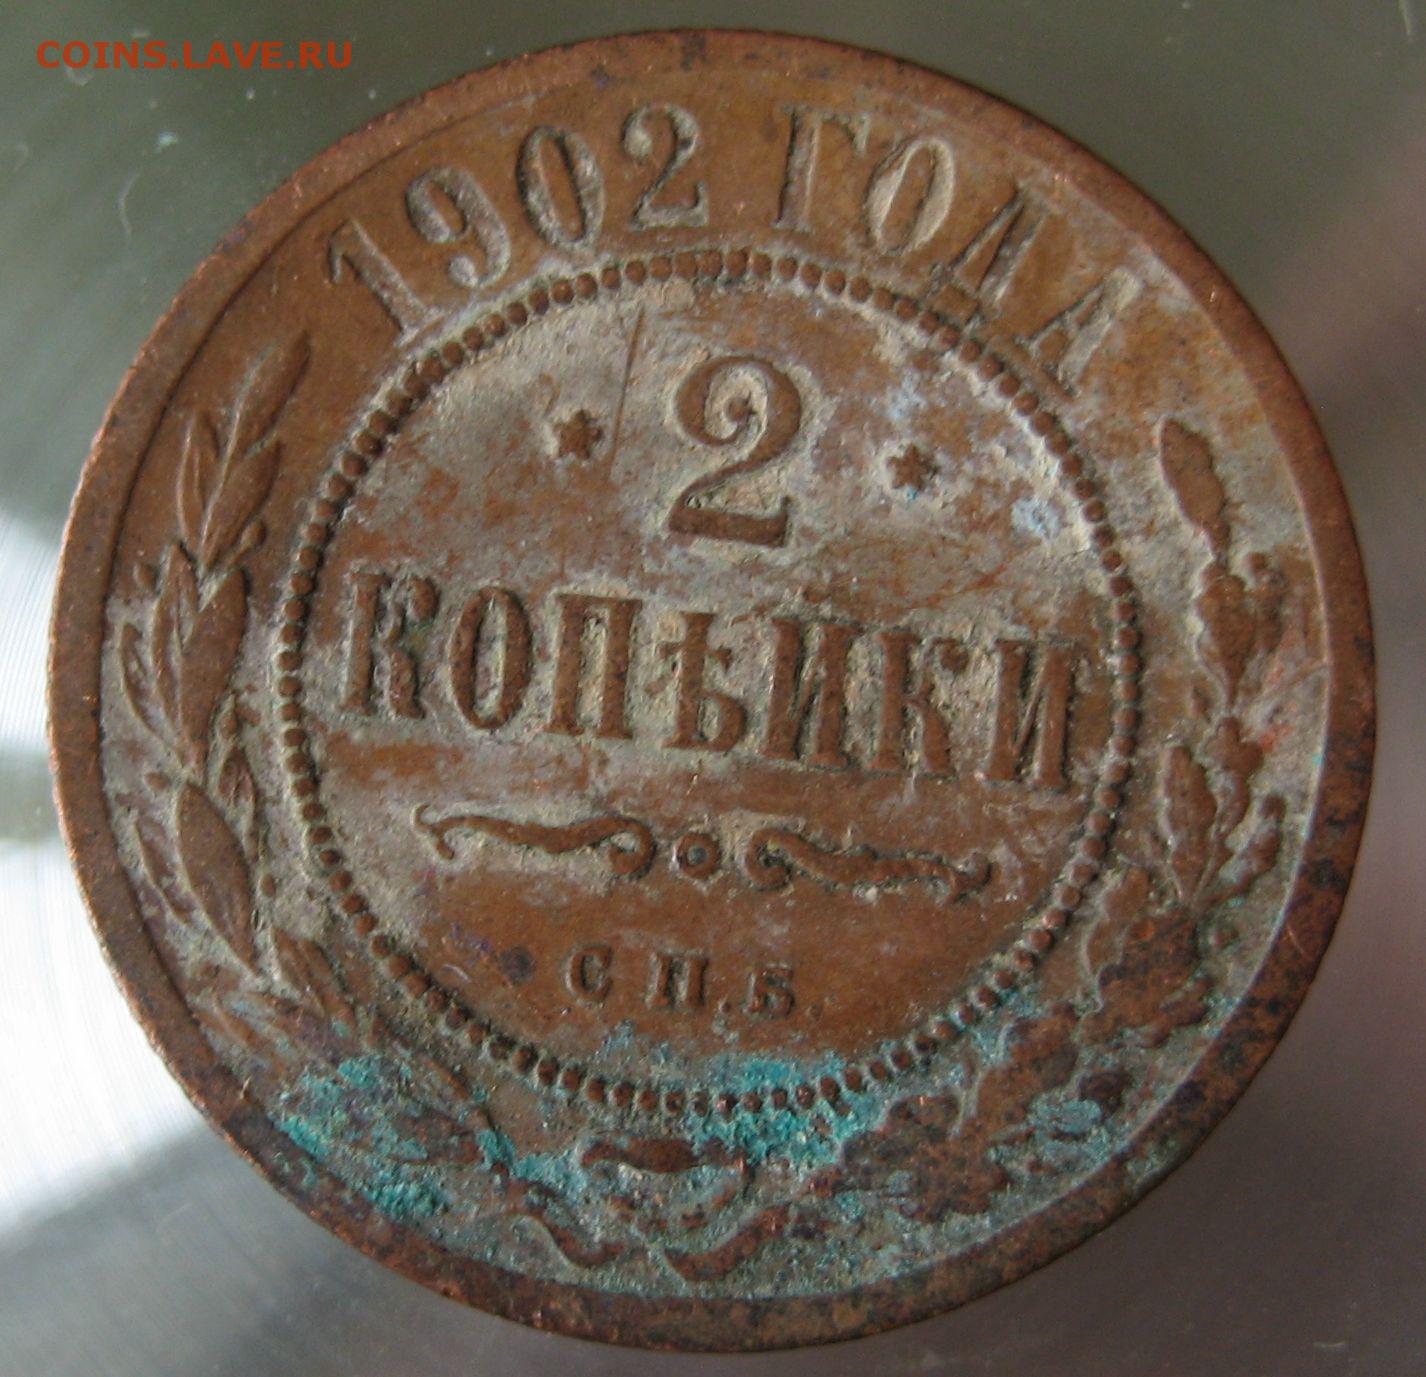 COINS.LAVE.RU
1902 ГОДА
* 2 *
КОПѢЙКИ
С.П.Б.